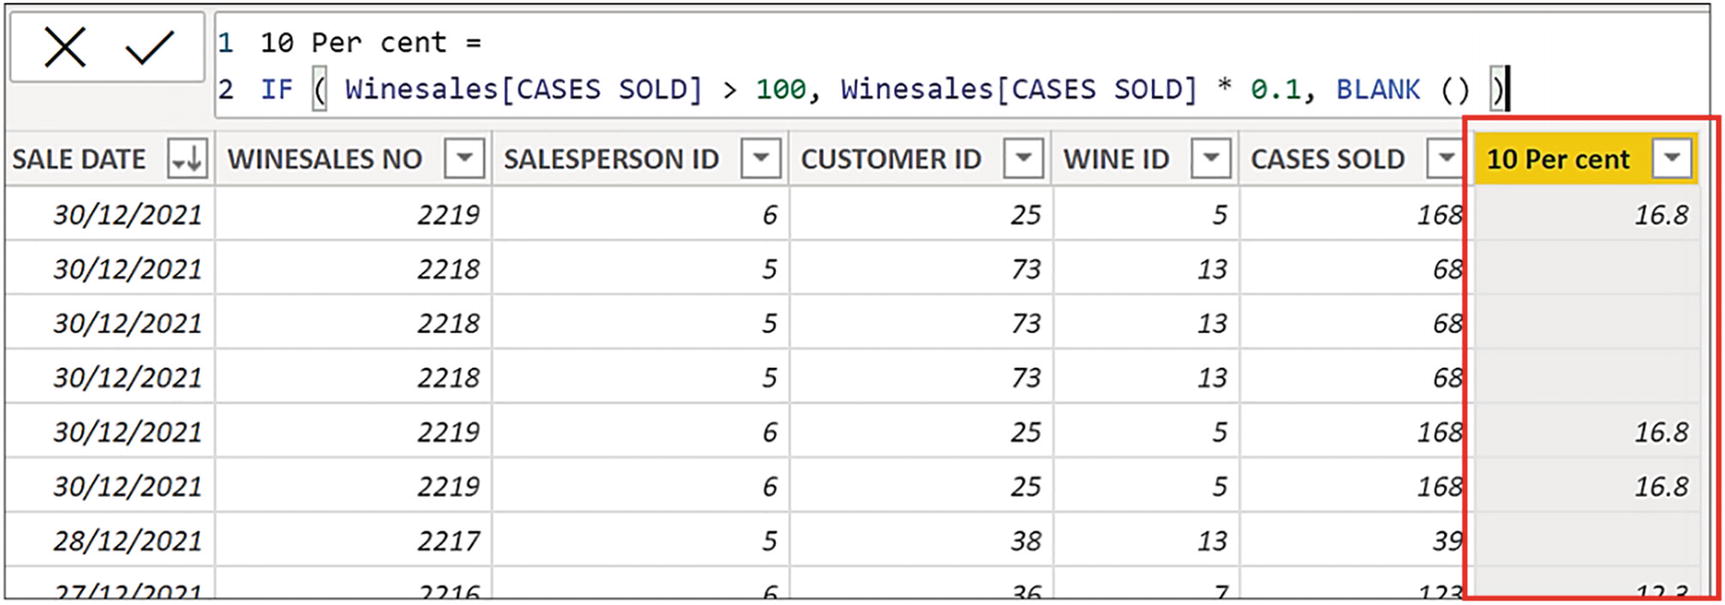 1 10 Per cent =
2 IF ( Winesales[CASES SOLD] > 100, Winesales[CASES SOLD] * 0.1, BLANK () )
SALE DATE WINESALES NO SALESPERSON ID CUSTOMER ID WINE ID CASES SOLD 10 Per cent
30/12/2021 2219 6 25 5 168 16.8
30/12/2021 2218 5 73 13 68
30/12/2021 2218 5 73 13 68
30/12/2021 2218 5 73 13 68
30/12/2021 2219 6 25 5 168 16.8
30/12/2021 2219 6 25 5 168 16.8
28/12/2021 2217 5 38 13 39
27/12/2021 2216 6 36 7 123 12.3